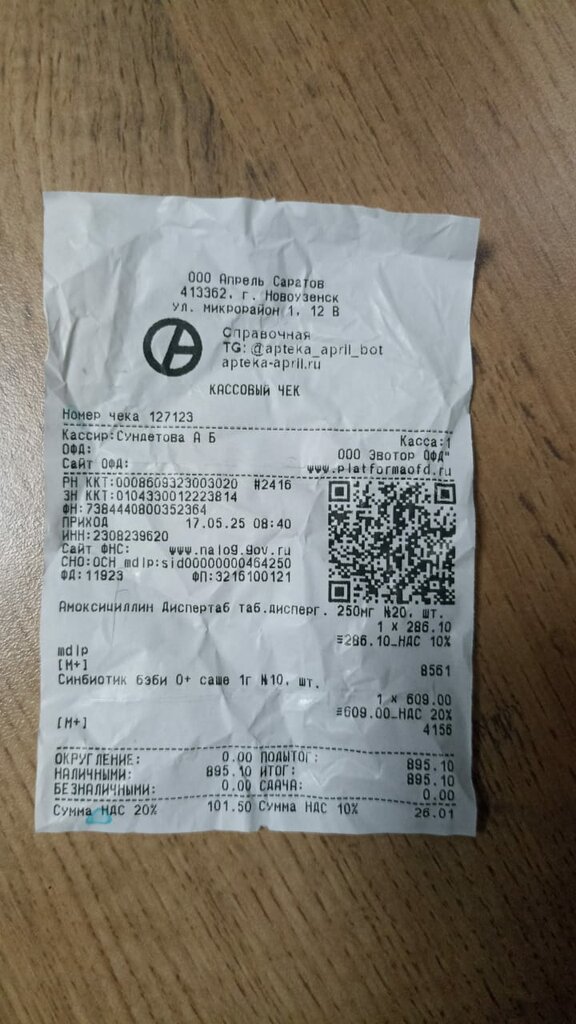 ООО Апрель Саратов
413362, г. Новоузенск
ул. микрорайон 1, 12 В
Справочная
TG: @apteka_april_bot
apteka-april.ru
КАССОВЫЙ ЧЕК
Номер чека 127123
Кассир:Сундетова А Б Касса:1
ОФД: ООО Эвотор ОФД"
Сайт ОФД: www.platformaofd.ru
РН ККТ:0008609323003020 #2416
ЗН ККТ:0104330012223814
ФН:7384440800352364
ПРИХОД 17.05.25 08:40
ИНН:2308239620
Сайт ФНС: www.nalog.gov.ru
СНО:ОСН mdlp:sid00000000464250
ФД:11923 ФП:3216100121
Амоксициллин Диспертаб таб.дисперг. 250мг №20, шт.
1 x 286.10
=286.10_НДС 10%
mdlp
[М+] 8561
Синбиотик бэби 0+ саше 1г №10, шт.
1 x 609.00
=609.00_НДС 20%
[М+] 4156
ОКРУГЛЕНИЕ: 0.00 ПОДЫТОГ: 895.10
НАЛИЧНЫМИ: 895.10 ИТОГ: 895.10
БЕЗНАЛИЧНЫМИ: 0.00 СДАЧА: 0.00
Сумма НДС 20% 101.50 Сумма НДС 10% 26.01